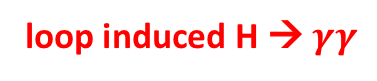 loop induced H → γγ